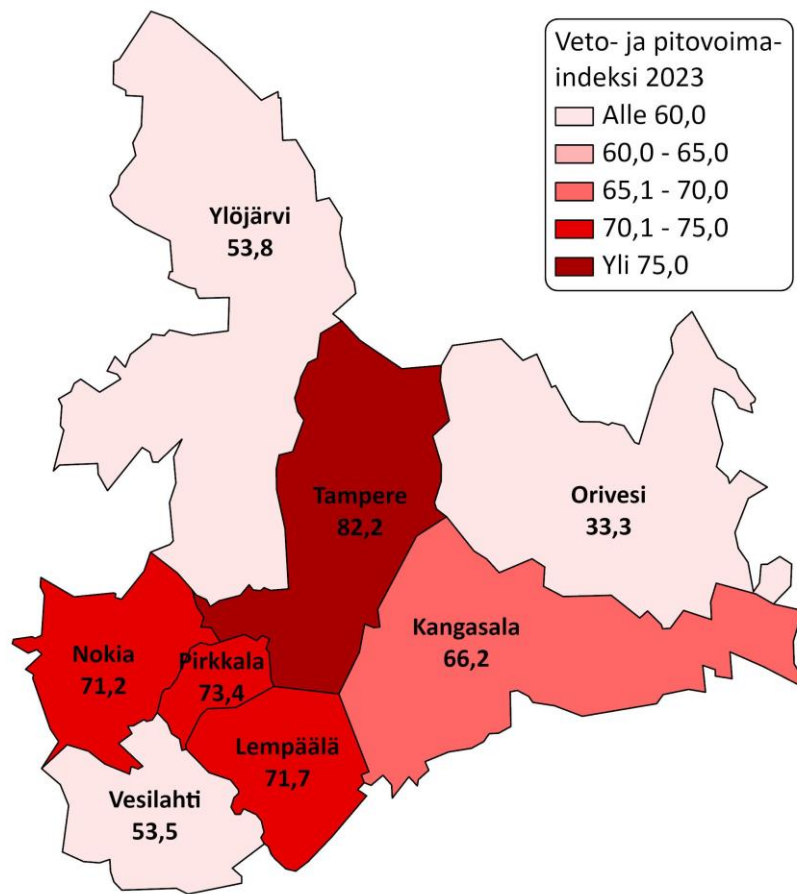 Veto- ja pitovoima-
indeksi 2023
Alle 60,0
60,0 - 65,0
65,1 - 70,0
70,1 - 75,0
Yli 75,0
Ylöjärvi
53,8
Tampere
82,2
Orivesi
33,3
Kangasala
66,2
Nokia
71,2
Pirkkala
73,4
Lempäälä
71,7
Vesilahti
53,5